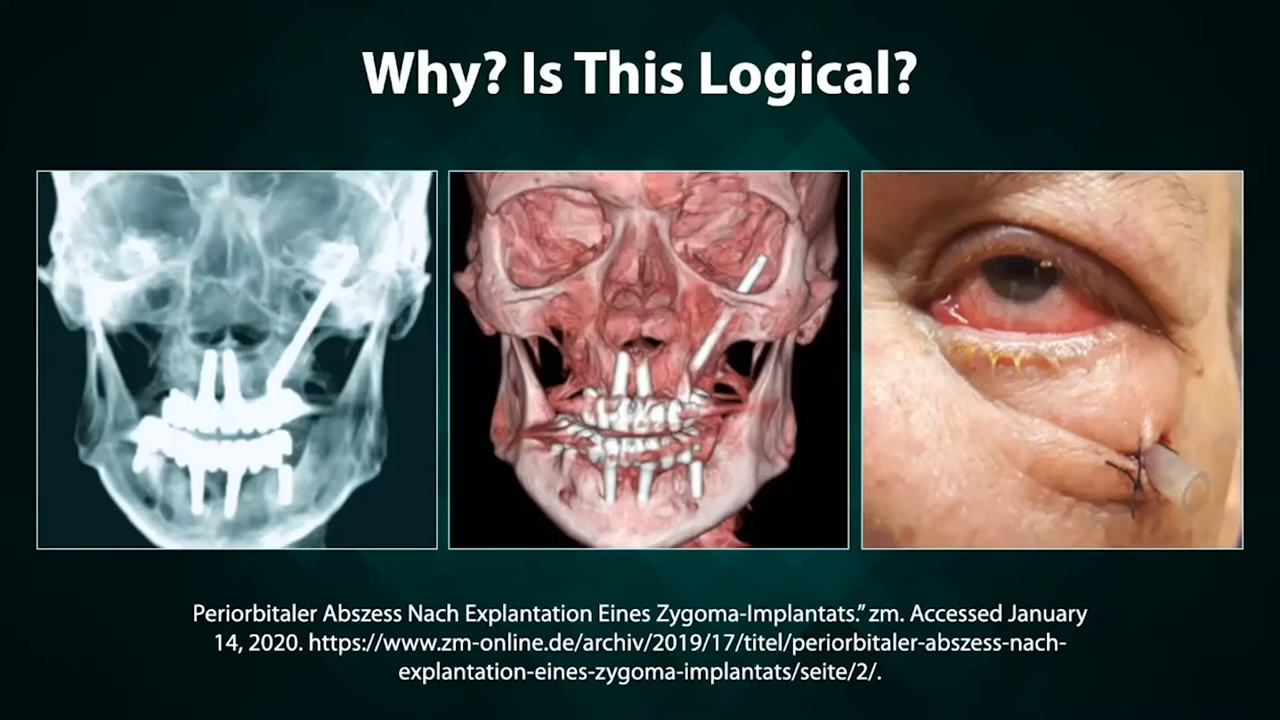 Why? Is This Logical?
Periorbitaler Abszess Nach Explantation Eines Zygoma-Implantats.” zm. Accessed January
14, 2020. https://www.zm-online.de/archiv/2019/17/titel/periorbitaler-abszess-nach-
explantation-eines-zygoma-implantats/seite/2/.